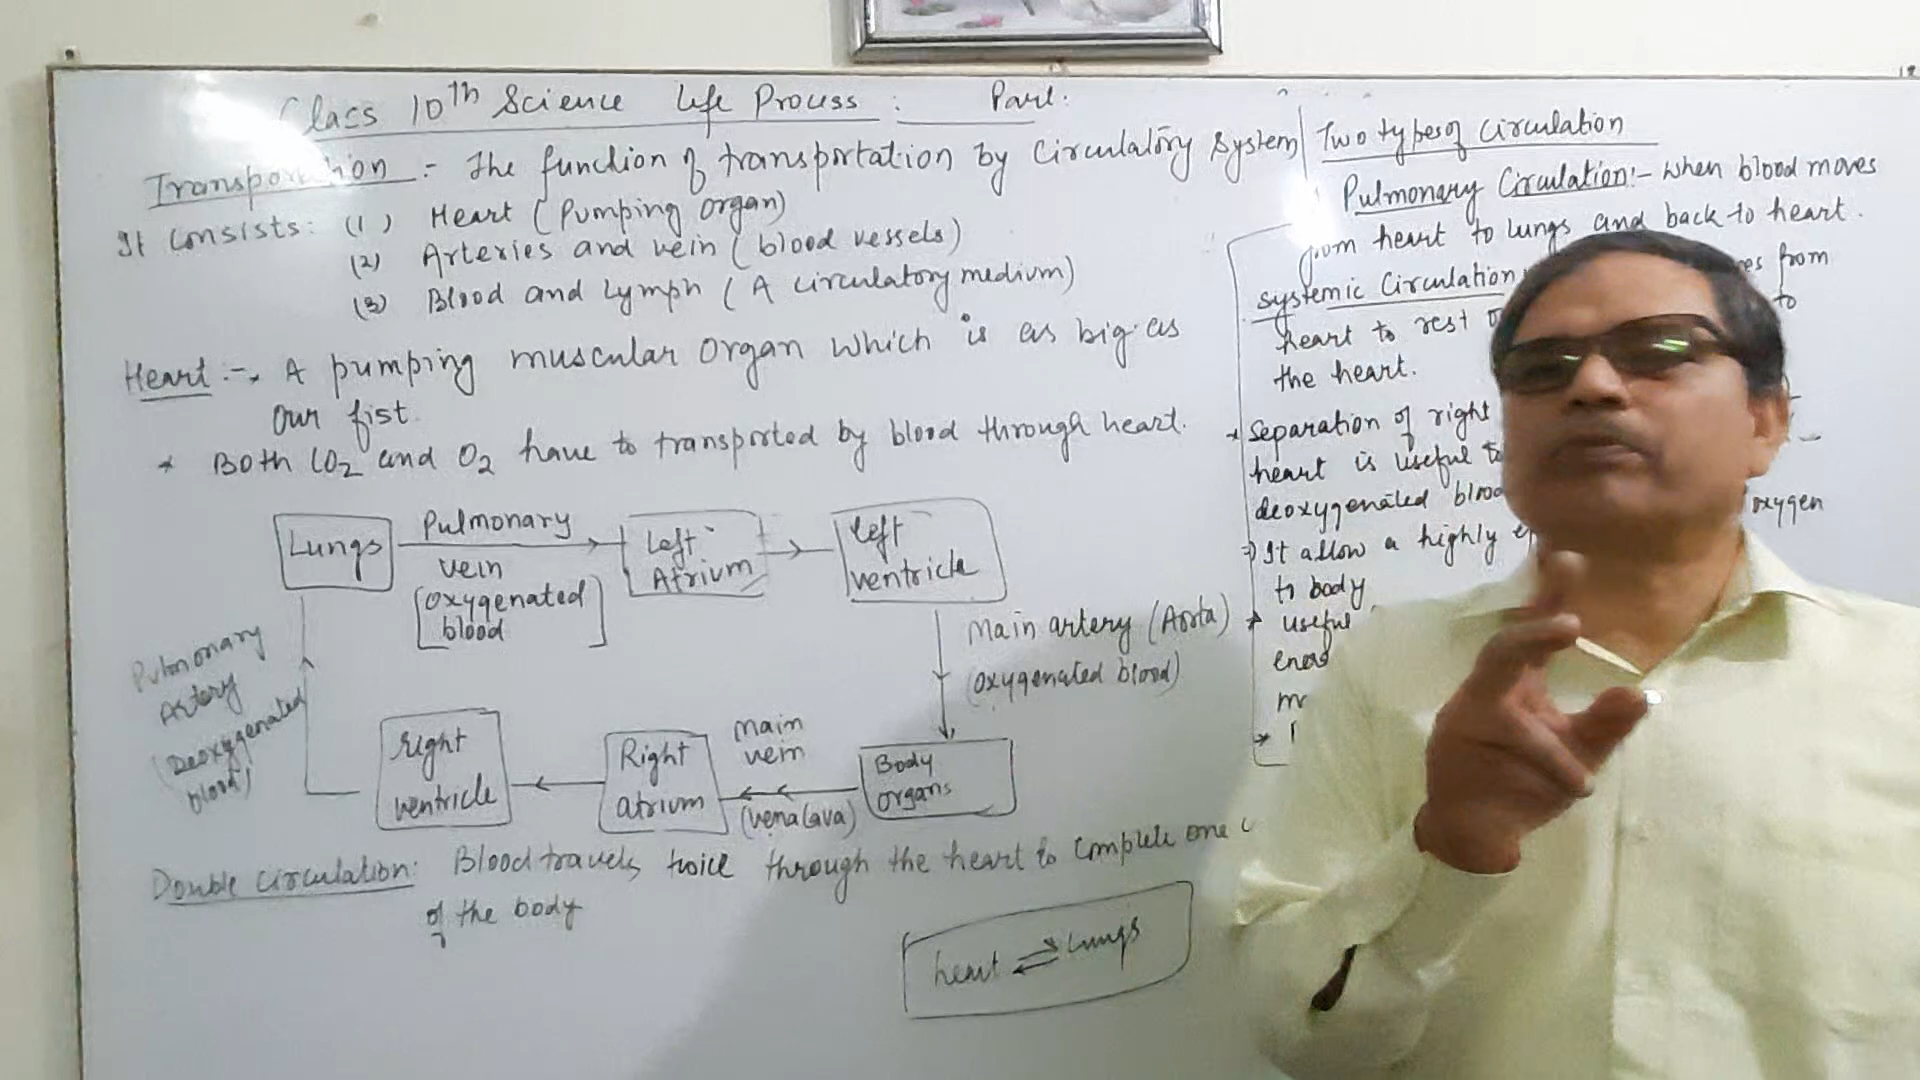 Class 10th Science Life Process : Part:
Transportation :- The function of transportation by Circulatory System
It Consists: (1) Heart (Pumping organ)
(2) Arteries and vein (blood vessels)
(3) Blood and Lymph (A circulatory medium)
Heart :- A pumping muscular organ which is as big as
our fist.
* Both CO2 and O2 have to transported by blood through heart.
Lungs
Pulmonary
vein
[oxygenated
blood]
Left
Atrium
Left
ventricle
Main artery (Aorta)
(oxygenated blood)
Body
organs
Main
vein
(vena Cava)
Right
atrium
Right
ventricle
Pulmonary
Artery
(Deoxygenated
blood)
Double circulation: Blood travels twice through the heart to complete one
of the body
heart ⇌ Lungs
Two types of circulation
Pulmonary Circulation:- when blood moves
from heart to lungs and back to heart.
Systemic Circulation from
heart to rest to
the heart.
* Separation of right
heart is useful to
deoxygenated blood oxygen
It allow a highly
to body
* useful